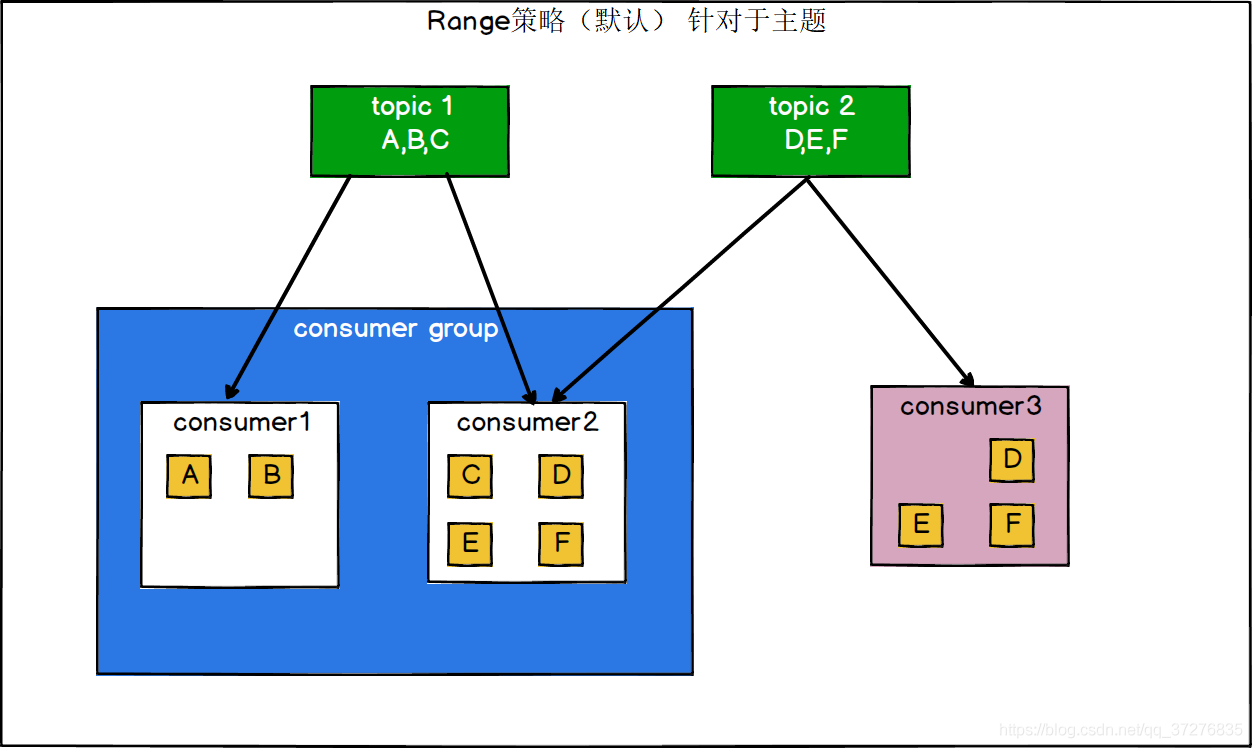 Range策略（默认） 针对于主题
topic 1
A,B,C
topic 2
D,E,F
consumer group
consumer1
A B
consumer2
C D
E F
consumer3
D
E F
https://blog.csdn.net/qq_37276835